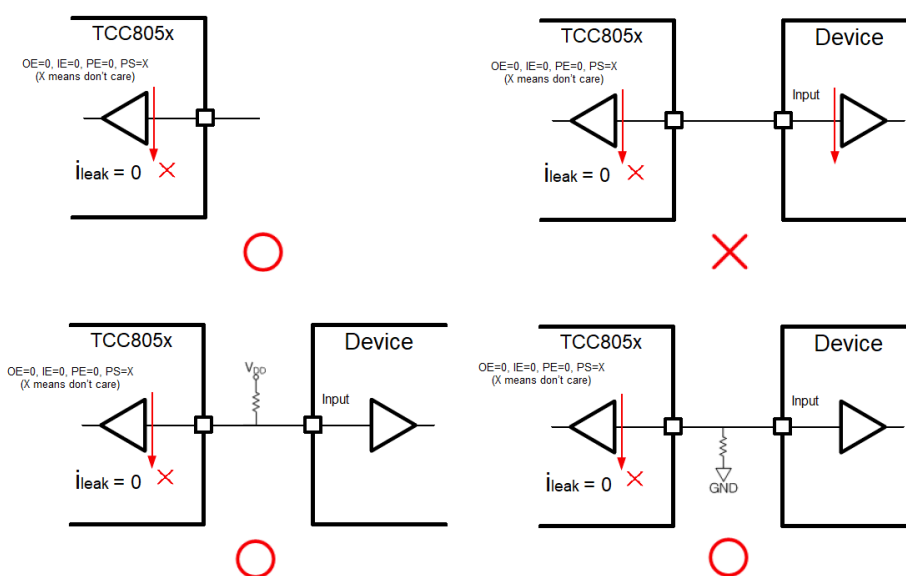 TCC805x
OE=0, IE=0, PE=0, PS=X
(X means don't care)
ileak = 0
TCC805x
OE=0, IE=0, PE=0, PS=X
(X means don't care)
ileak = 0
Device
Input
TCC805x
OE=0, IE=0, PE=0, PS=X
(X means don't care)
ileak = 0
VDD
Device
Input
TCC805x
OE=0, IE=0, PE=0, PS=X
(X means don't care)
ileak = 0
GND
Device
Input